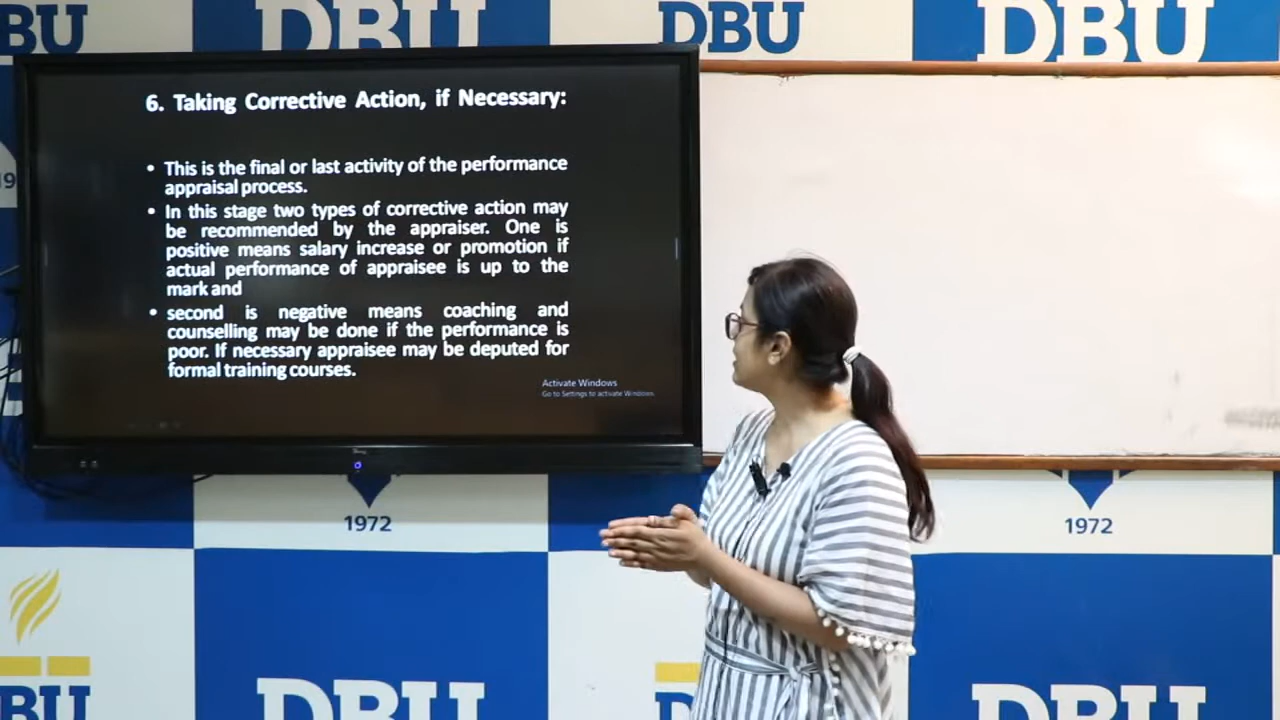 DBU
DBU
DBU
DBU
6. Taking Corrective Action, if Necessary:
• This is the final or last activity of the performance
appraisal process.
• In this stage two types of corrective action may
be recommended by the appraiser. One is
positive means salary increase or promotion if
actual performance of appraisee is up to the
mark and
• second is negative means coaching and
counselling may be done if the performance is
poor. If necessary appraisee may be deputed for
formal training courses.
Activate Windows
Go to Settings to activate Windows.
19
1972
1972
DBU
DBU
DBU
DBU